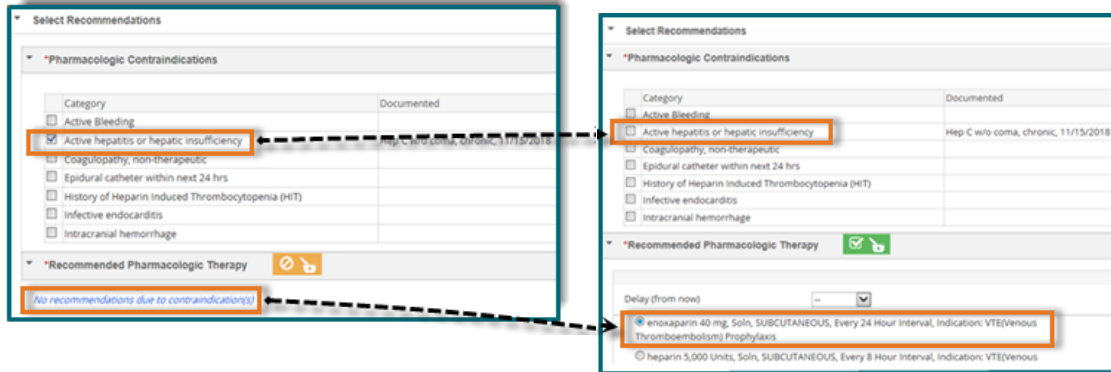 Select Recommendations
*Pharmacologic Contraindications
Category Documented
Active Bleeding
Active hepatitis or hepatic insufficiency Hep C w/o coma, chronic, 11/15/2018
Coagulopathy, non-therapeutic
Epidural catheter within next 24 hrs
History of Heparin Induced Thrombocytopenia (HIT)
Infective endocarditis
Intracranial hemorrhage
*Recommended Pharmacologic Therapy
No recommendations due to contraindication(s)
Select Recommendations
*Pharmacologic Contraindications
Category Documented
Active Bleeding
Active hepatitis or hepatic insufficiency Hep C w/o coma, chronic, 11/15/2018
Coagulopathy, non-therapeutic
Epidural catheter within next 24 hrs
History of Heparin Induced Thrombocytopenia (HIT)
Infective endocarditis
Intracranial hemorrhage
*Recommended Pharmacologic Therapy
Delay (from now) --
enoxaparin 40 mg, Soln, SUBCUTANEOUS, Every 24 Hour Interval, Indication: VTE(Venous
Thromboembolism) Prophylaxis
heparin 5,000 Units, Soln, SUBCUTANEOUS, Every 8 Hour Interval, Indication: VTE(Venous